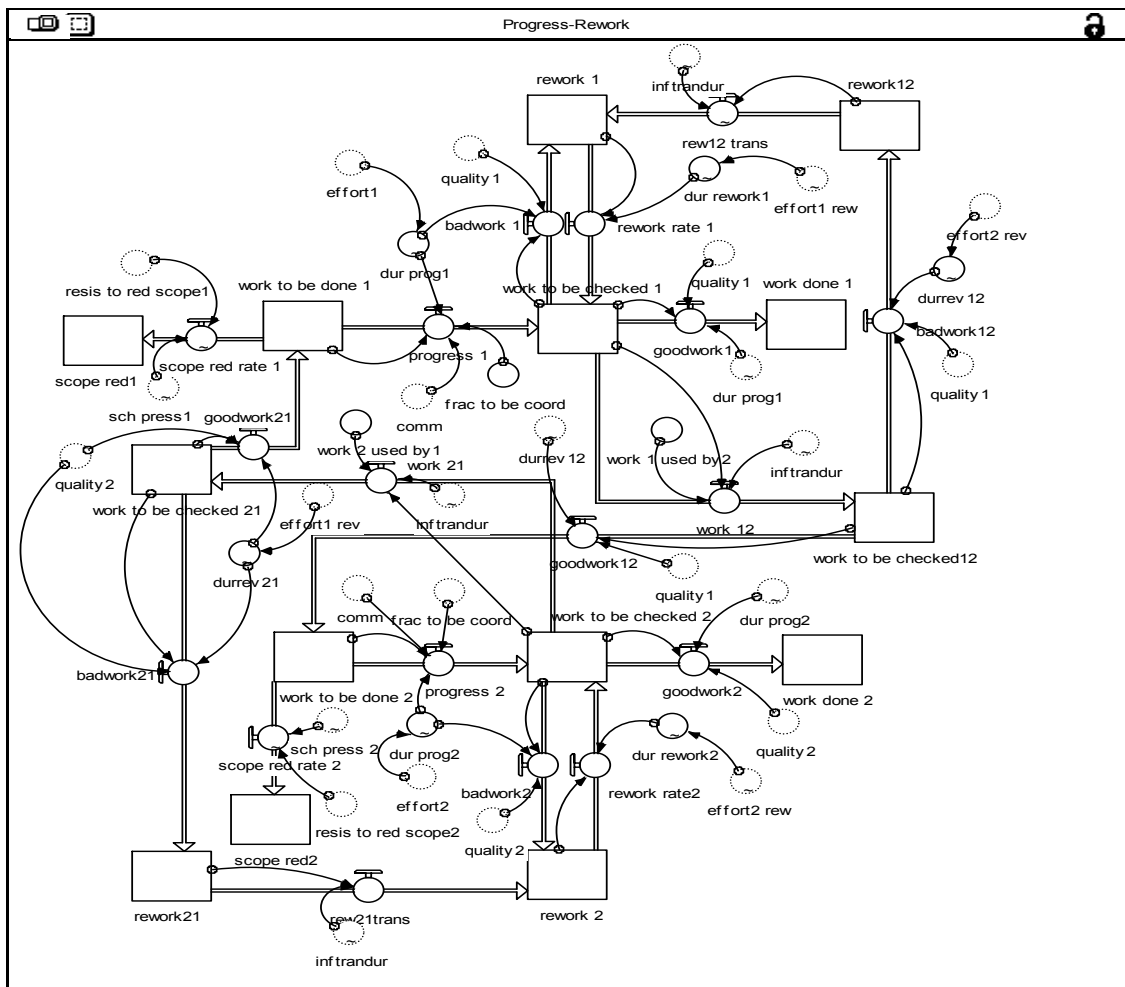 Progress-Rework
rework 1
inftrandur
rework12
rew12 trans
quality 1
effort1
dur rework1
effort1 rew
badwork 1
rework rate 1
effort2 rev
dur prog1
resis to red scope1
work to be done 1
work to be checked 1
quality 1
work done 1
durrev 12
badwork12
scope red1
scope red rate 1
progress 1
goodwork1
quality 1
sch press1
goodwork21
comm
frac to be coord
dur prog1
work 2 used by 1
durrev 12
work 1 used by 2
inftrandur
quality 2
work 21
work to be checked 21
effort1 rev
inftrandur
work 12
work to be checked12
durrev 21
goodwork12
quality1
comm
frac to be coord
work to be checked 2
dur prog2
badwork21
work to be done 2
progress 2
goodwork2
work done 2
sch press 2
scope red rate 2
dur prog2
dur rework2
quality 2
effort2
badwork2
rework rate2
effort2 rew
resis to red scope2
quality 2
scope red2
rework21
rew21trans
rework 2
inftrandur